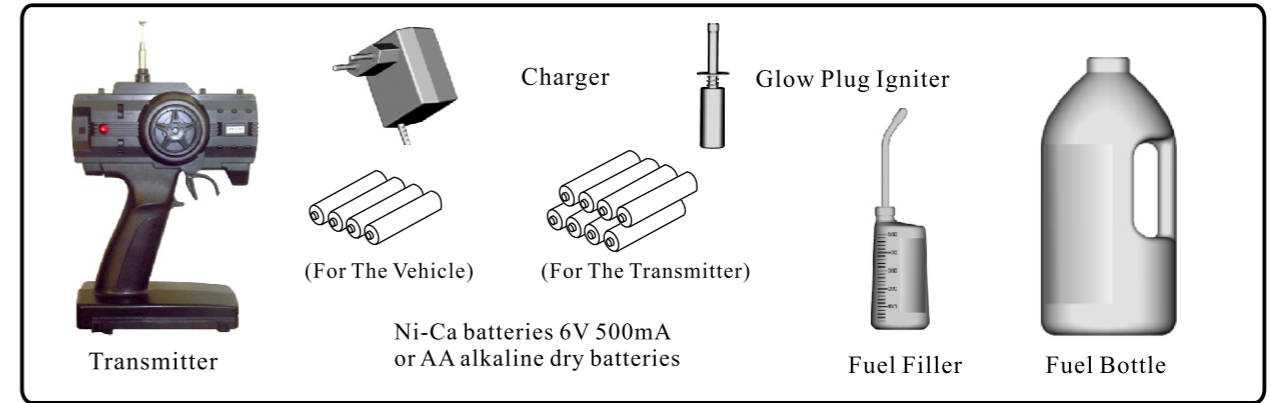 Charger
Glow Plug Igniter
(For The Vehicle)
(For The Transmitter)
Ni-Ca batteries 6V 500mA
or AA alkaline dry batteries
Transmitter
Fuel Filler
Fuel Bottle